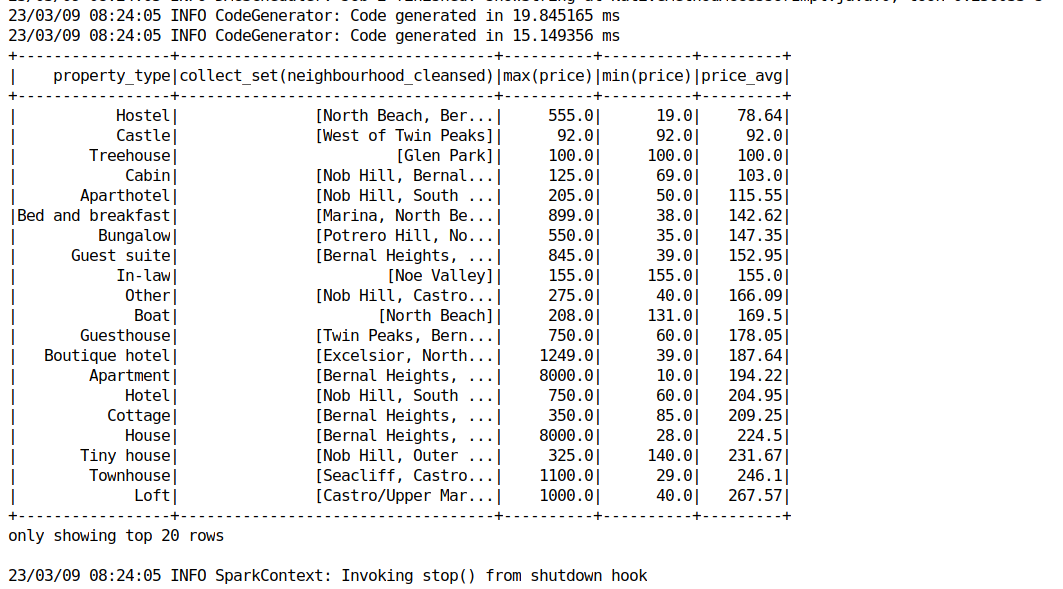 23/03/09 08:24:05 INFO CodeGenerator: Code generated in 19.845165 ms
23/03/09 08:24:05 INFO CodeGenerator: Code generated in 15.149356 ms
+-----------------+-----------------------------------+----------+----------+---------+
|    property_type|collect_set(neighbourhood_cleansed)|max(price)|min(price)|price_avg|
+-----------------+-----------------------------------+----------+----------+---------+
|           Hostel|               [North Beach, Ber...|     555.0|      19.0|    78.64|
|           Castle|               [West of Twin Peaks]|      92.0|      92.0|     92.0|
|        Treehouse|                        [Glen Park]|     100.0|     100.0|    100.0|
|            Cabin|               [Nob Hill, Bernal...|     125.0|      69.0|    103.0|
|       Aparthotel|               [Nob Hill, South ...|     205.0|      50.0|   115.55|
|Bed and breakfast|               [Marina, North Be...|     899.0|      38.0|   142.62|
|         Bungalow|               [Potrero Hill, No...|     550.0|      35.0|   147.35|
|      Guest suite|               [Bernal Heights, ...|     845.0|      39.0|   152.95|
|           In-law|                       [Noe Valley]|     155.0|     155.0|    155.0|
|            Other|               [Nob Hill, Castro...|     275.0|      40.0|   166.09|
|             Boat|                      [North Beach]|     208.0|     131.0|    169.5|
|       Guesthouse|               [Twin Peaks, Bern...|     750.0|      60.0|   178.05|
|   Boutique hotel|               [Excelsior, North...|    1249.0|      39.0|   187.64|
|        Apartment|               [Bernal Heights, ...|    8000.0|      10.0|   194.22|
|            Hotel|               [Nob Hill, South ...|     750.0|      60.0|   204.95|
|          Cottage|               [Bernal Heights, ...|     350.0|      85.0|   209.25|
|            House|               [Bernal Heights, ...|    8000.0|      28.0|    224.5|
|       Tiny house|               [Nob Hill, Outer ...|     325.0|     140.0|   231.67|
|        Townhouse|               [Seacliff, Castro...|    1100.0|      29.0|    246.1|
|             Loft|               [Castro/Upper Mar...|    1000.0|      40.0|   267.57|
+-----------------+-----------------------------------+----------+----------+---------+
only showing top 20 rows
23/03/09 08:24:05 INFO SparkContext: Invoking stop() from shutdown hook